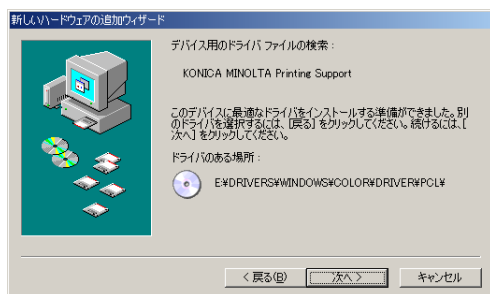 新しいハードウェアの追加ウィザード
デバイス用のドライバ ファイルの検索：
KONICA MINOLTA Printing Support
このデバイスに最適なドライバをインストールする準備ができました。別
のドライバを選択するには、[戻る] をクリックしてください。続けるには、[
次へ] をクリックしてください。
ドライバのある場所：
E:¥DRIVERS¥WINDOWS¥COLOR¥DRIVER¥PCL¥
< 戻る(B)
次へ >
キャンセル